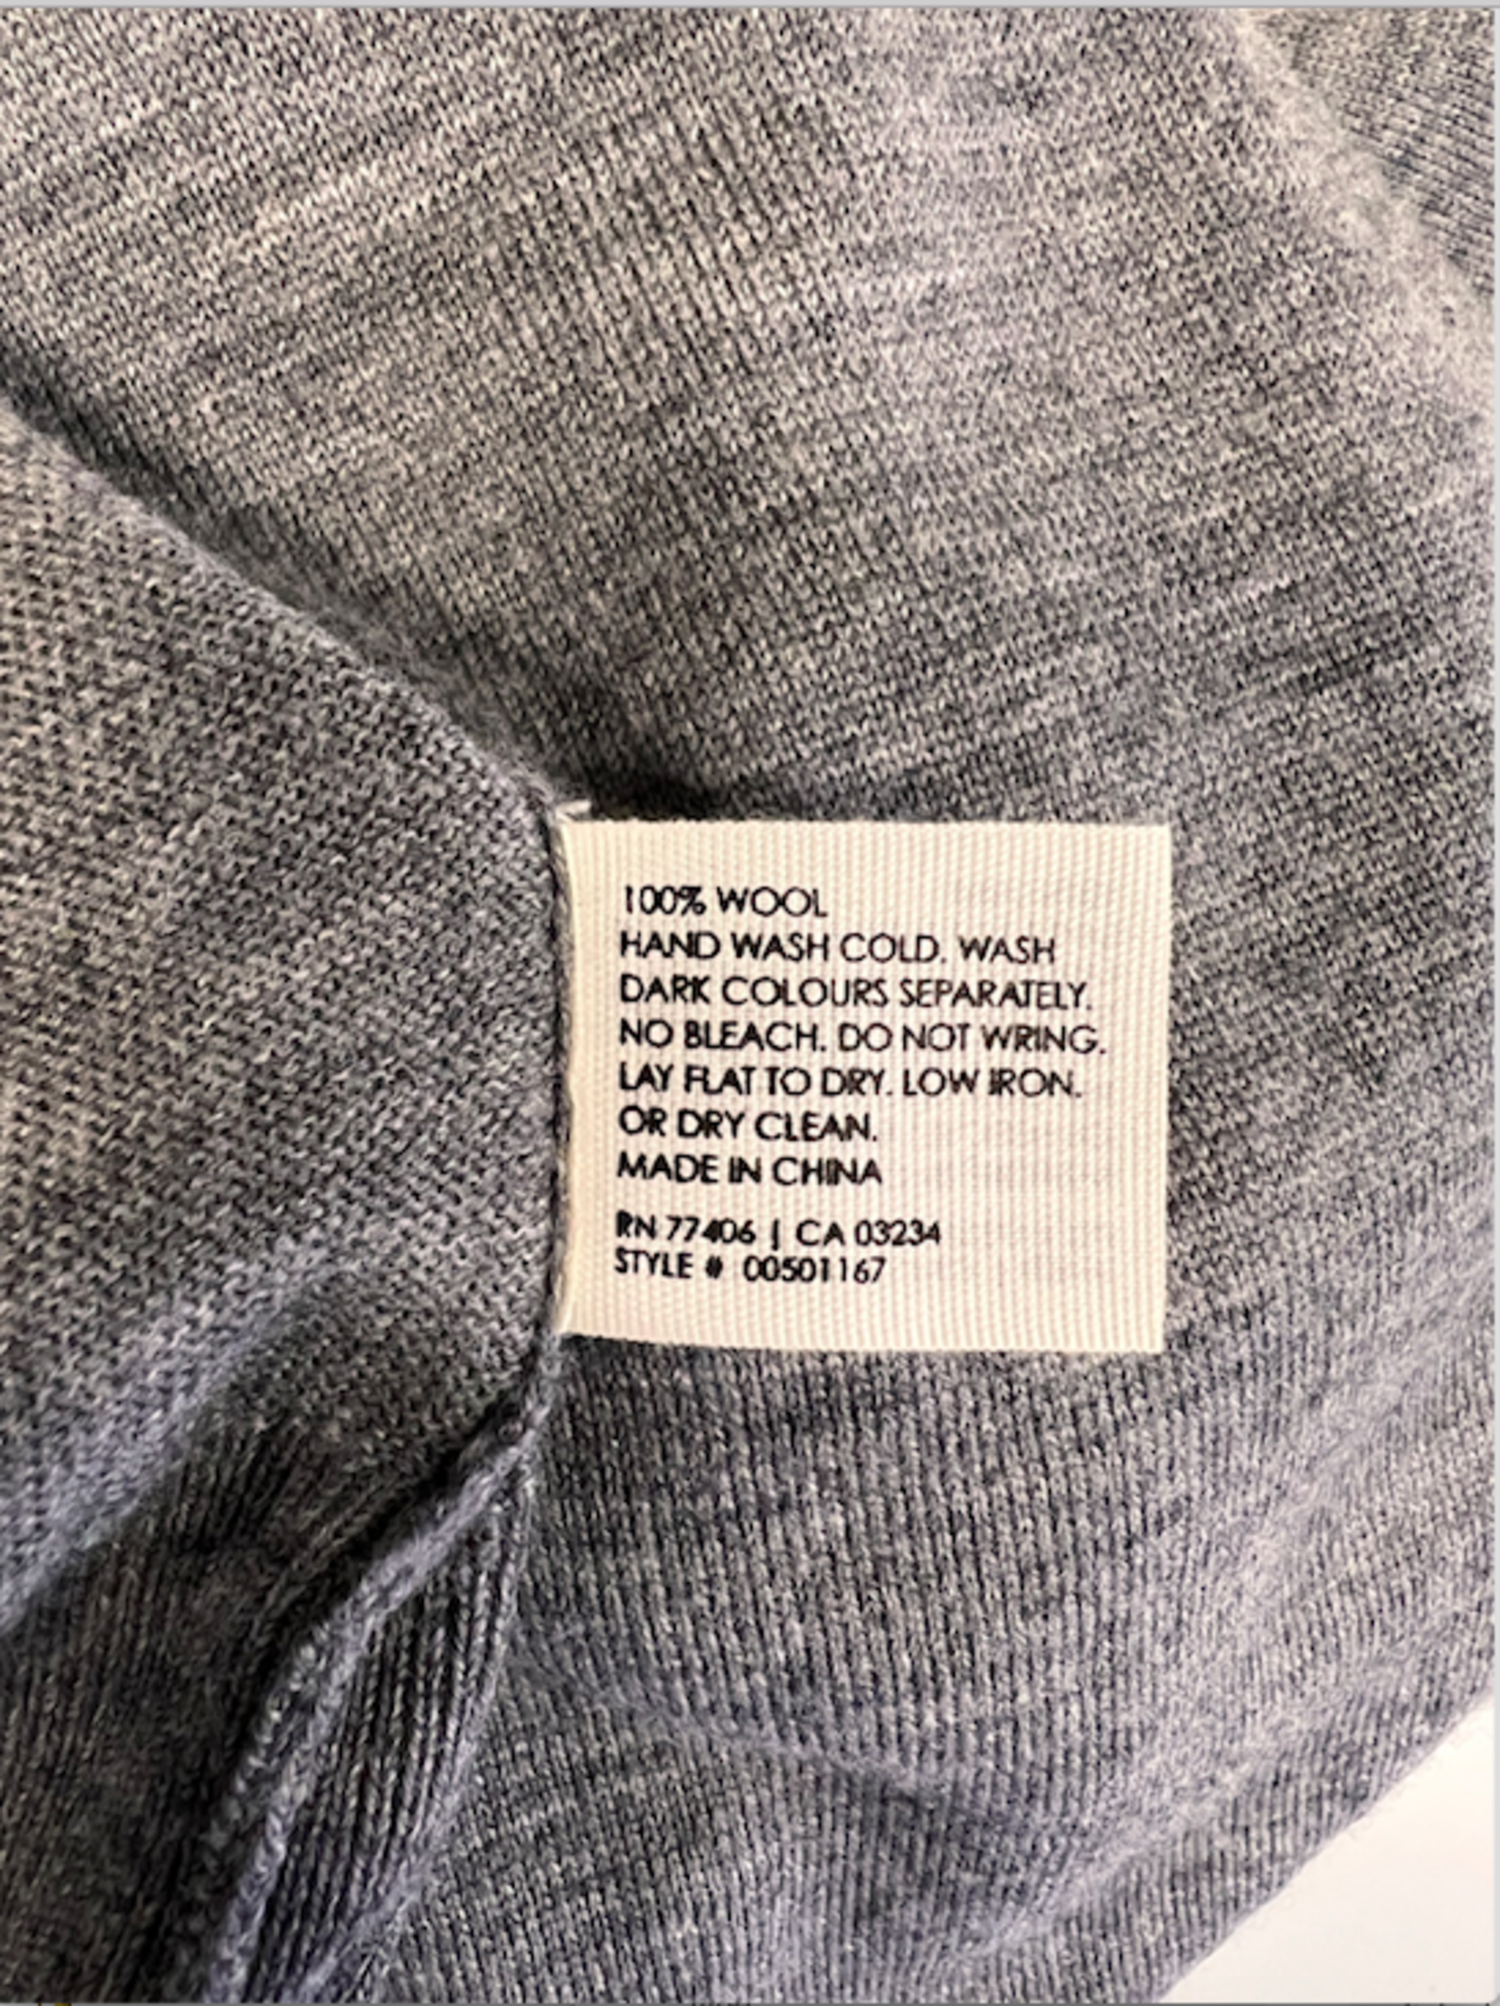 100% WOOL
HAND WASH COLD. WASH
DARK COLOURS SEPARATELY.
NO BLEACH. DO NOT WRING.
LAY FLAT TO DRY. LOW IRON.
OR DRY CLEAN.
MADE IN CHINA
RN 77406 | CA 03234
STYLE # 00501167